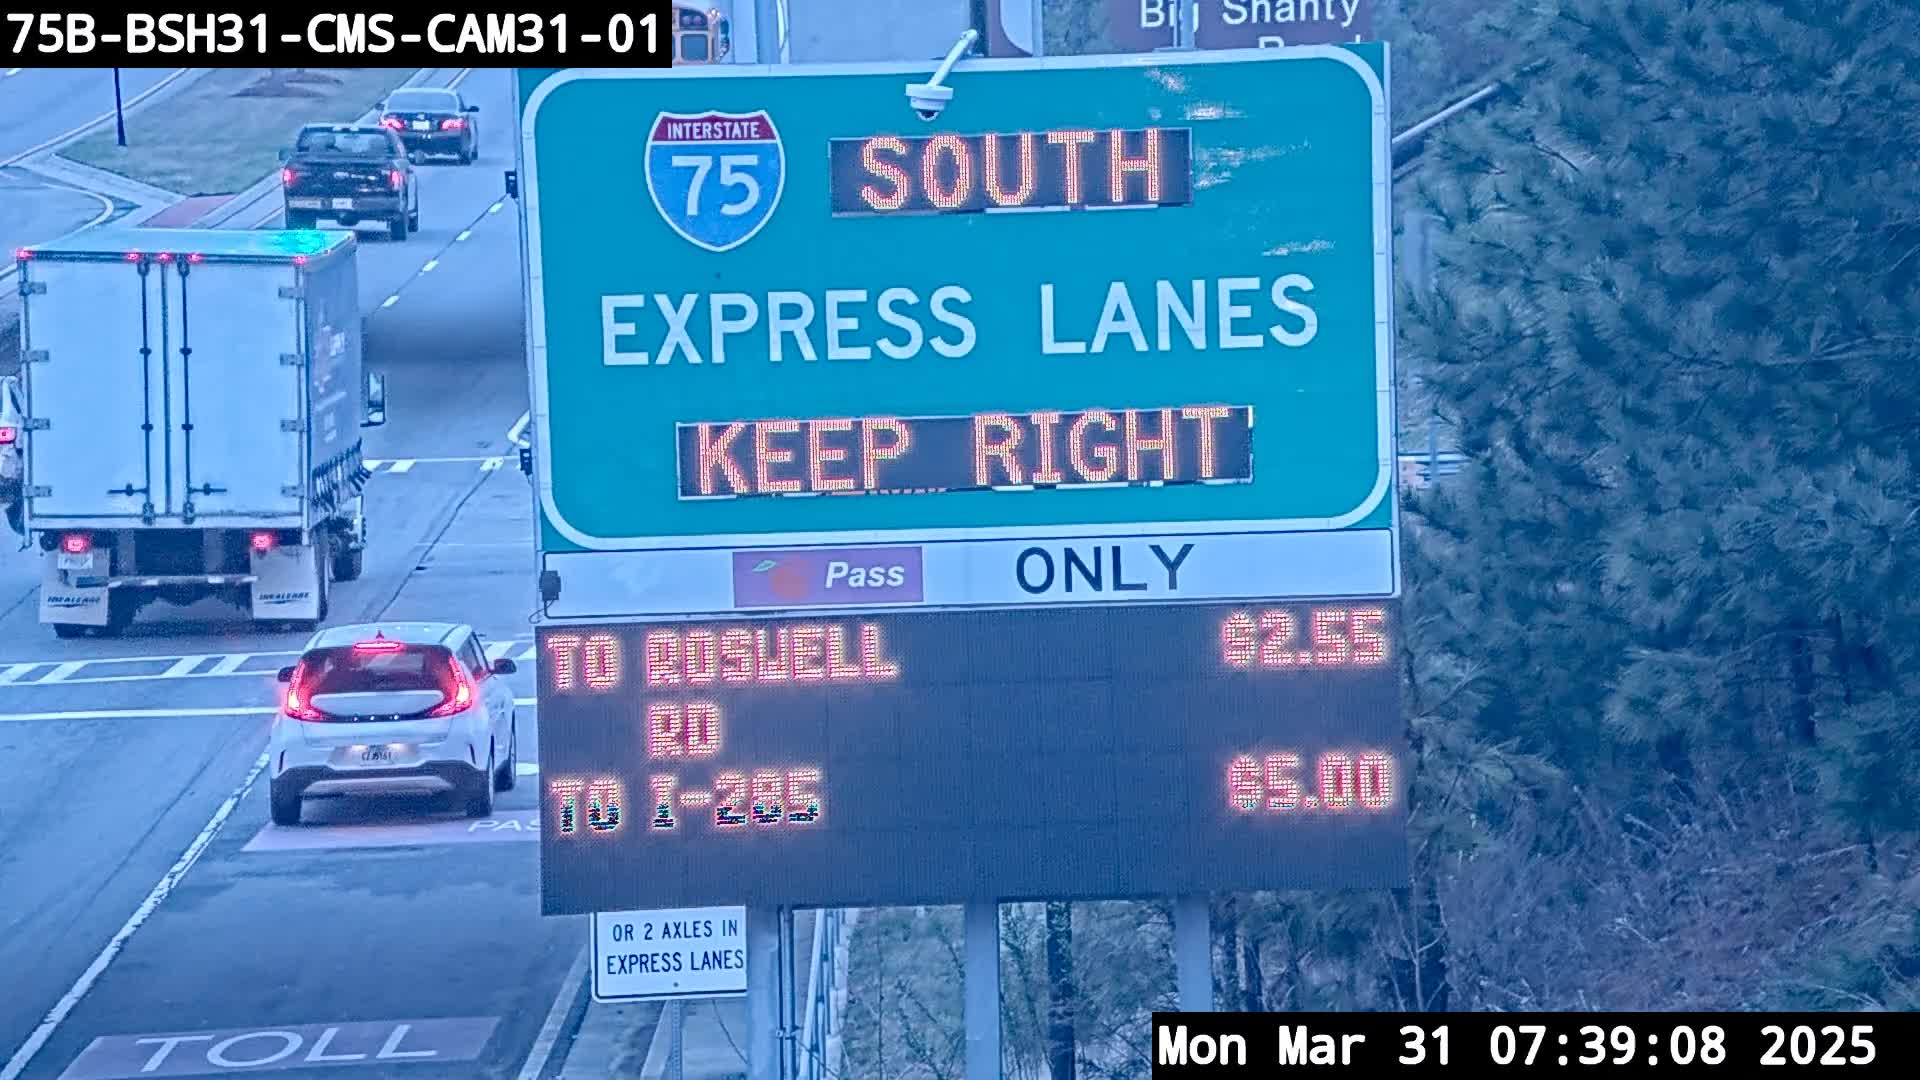 75B-BSH31-CMS-CAM31-01
Big Shanty
INTERSTATE
75
SOUTH
EXPRESS LANES
KEEP RIGHT
Pass
ONLY
TO ROSWELL $2.55
RD
TO I-285 $5.00
IDEALEASE IDEALEASE
OR 2 AXLES IN
EXPRESS LANES
TOLL
Mon Mar 31 07:39:08 2025